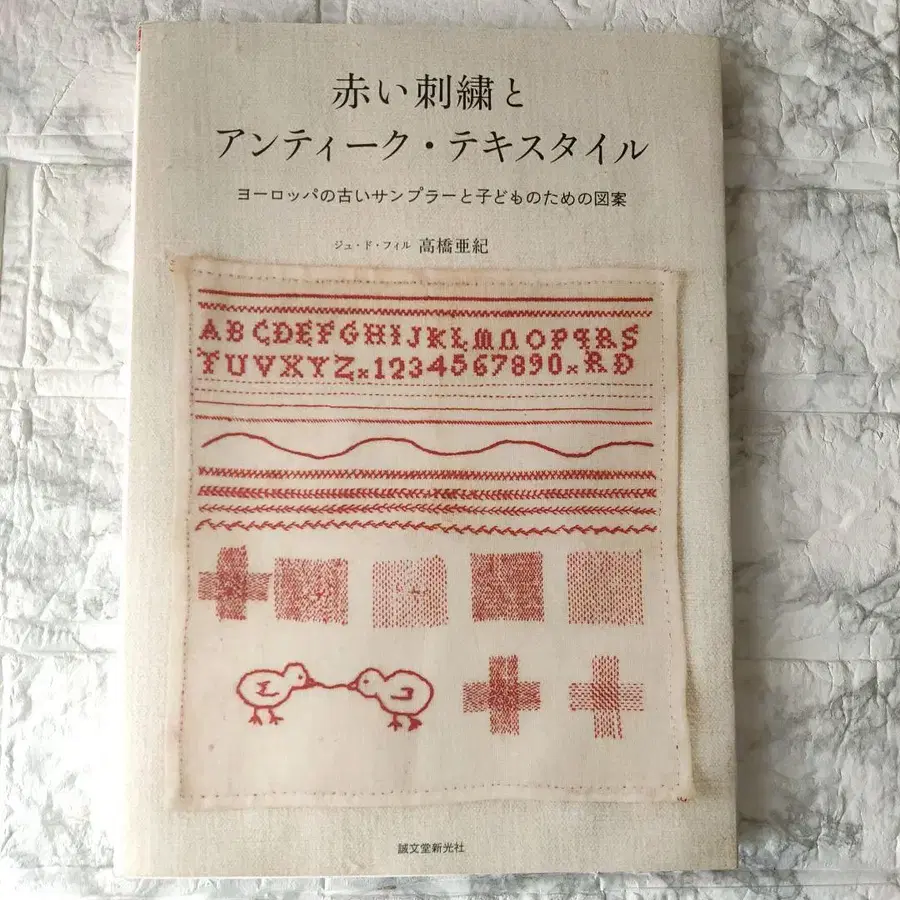 赤い刺繍と
アンティーク・テキスタイル
ヨーロッパの古いサンプラーと子どものための図案
ジュ・ド・フィル 高橋亜紀
ABCDEFGHIJKLMNOPQRS
TUVXYZ×1234567890×RD
誠文堂新光社